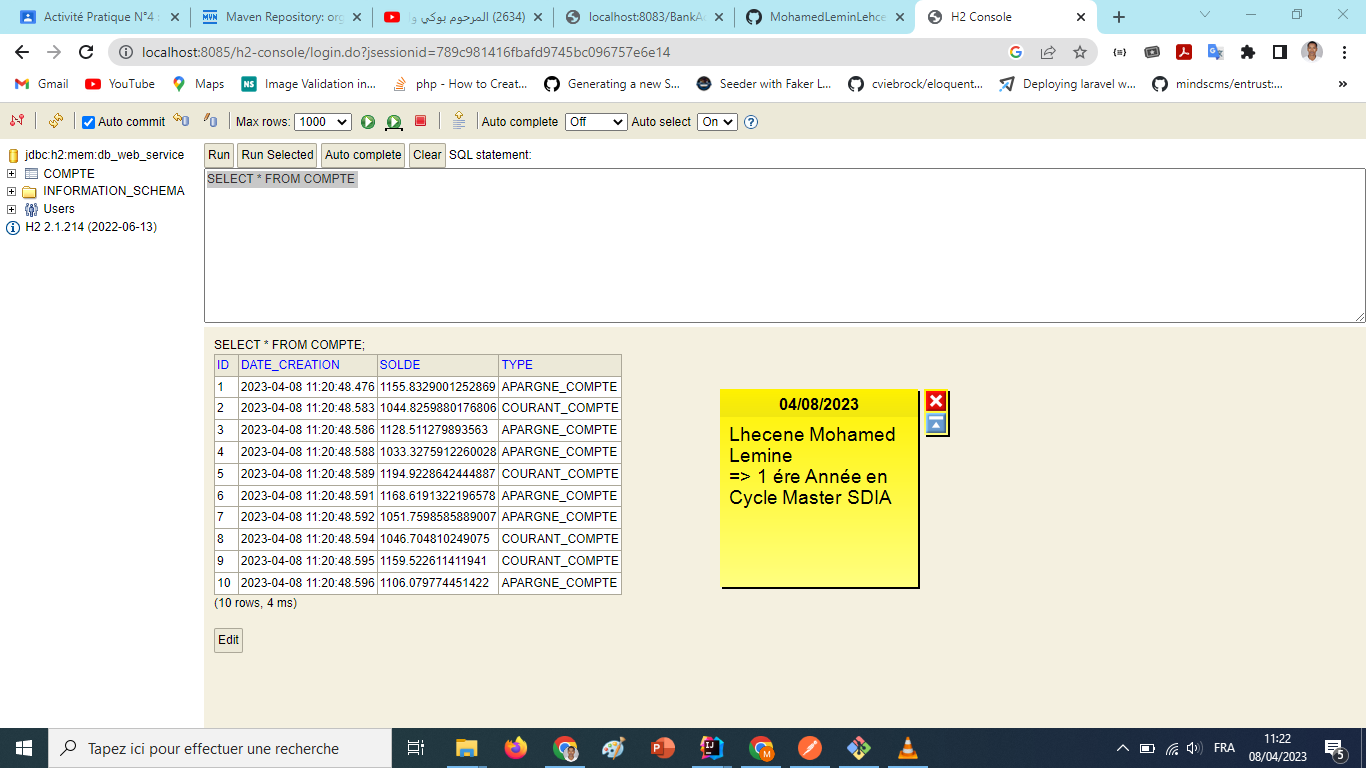 Activité Pratique N°4
Maven Repository: org
(2634) المرحوم بوكي وا
localhost:8083/BankAc
MohamedLeminLehce
H2 Console
localhost:8085/h2-console/login.do?jsessionid=789c981416fbafd9745bc096757e6e14
Gmail
YouTube
Maps
Image Validation in...
php - How to Creat...
Generating a new S...
Seeder with Faker L...
cviebrock/eloquent...
Deploying laravel w...
mindscms/entrust:...
»
Auto commit
Max rows: 1000
Auto complete Off
Auto select On
jdbc:h2:mem:db_web_service
COMPTE
INFORMATION_SCHEMA
Users
H2 2.1.214 (2022-06-13)
Run Run Selected Auto complete Clear SQL statement:
SELECT * FROM COMPTE
SELECT * FROM COMPTE;
ID DATE_CREATION SOLDE TYPE
1 2023-04-08 11:20:48.476 1155.8329001252869 APARGNE_COMPTE
2 2023-04-08 11:20:48.583 1044.8259880176806 COURANT_COMPTE
3 2023-04-08 11:20:48.586 1128.511279893563 APARGNE_COMPTE
4 2023-04-08 11:20:48.588 1033.3275912260028 APARGNE_COMPTE
5 2023-04-08 11:20:48.589 1194.9228642444887 COURANT_COMPTE
6 2023-04-08 11:20:48.591 1168.6191322196578 APARGNE_COMPTE
7 2023-04-08 11:20:48.592 1051.7598585889007 APARGNE_COMPTE
8 2023-04-08 11:20:48.594 1046.704810249075 COURANT_COMPTE
9 2023-04-08 11:20:48.595 1159.522611411941 COURANT_COMPTE
10 2023-04-08 11:20:48.596 1106.079774451422 APARGNE_COMPTE
(10 rows, 4 ms)
Edit
04/08/2023
Lhecene Mohamed
Lemine
=> 1 ére Année en
Cycle Master SDIA
Tapez ici pour effectuer une recherche
FRA
11:22
08/04/2023
5